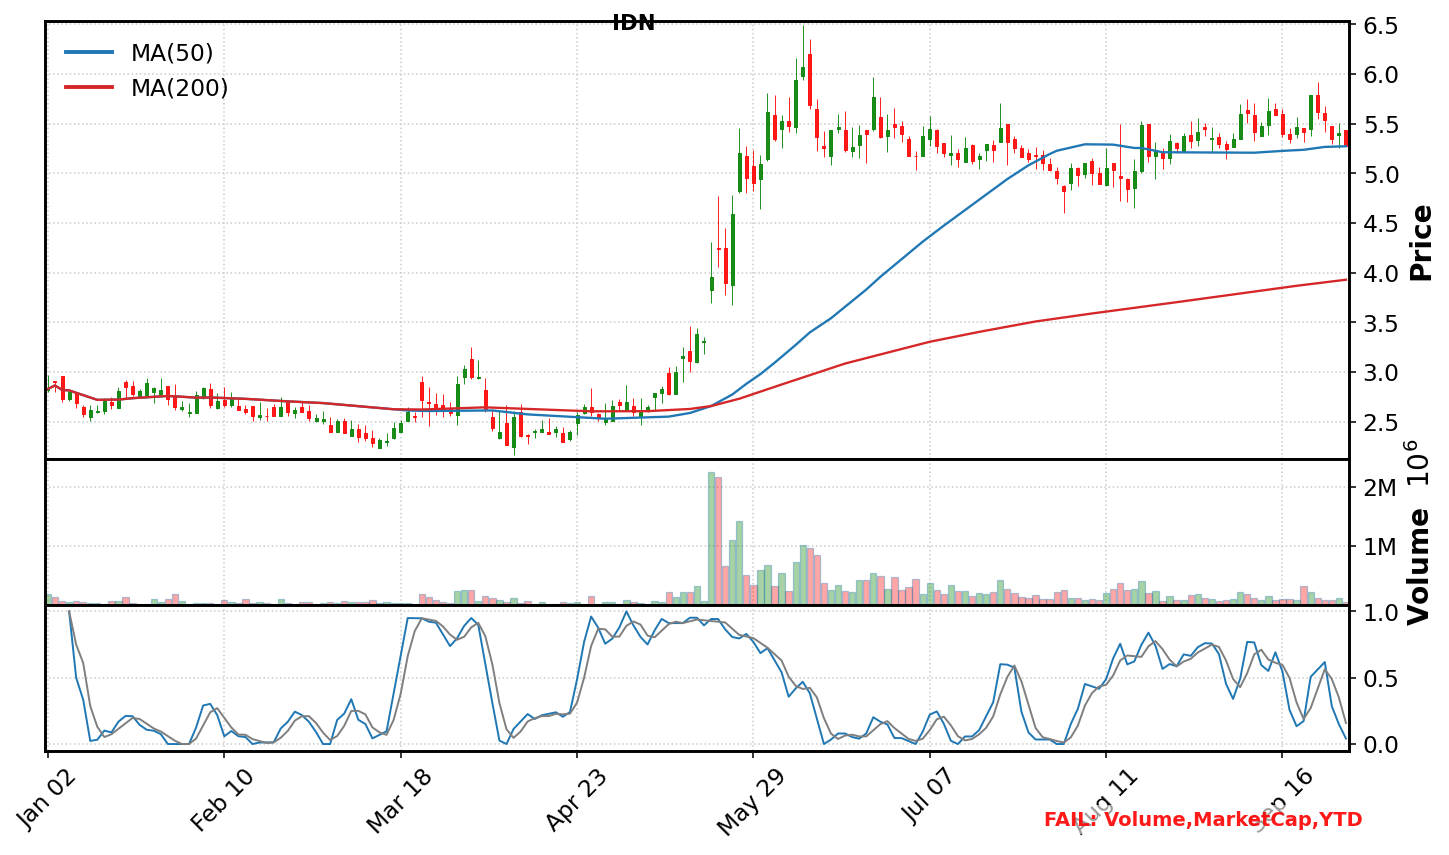 IDN
MA(50)
MA(200)
6.5
6.0
5.5
5.0
4.5
4.0
3.5
3.0
2.5
Price
2M
1M
Volume 10⁶
1.0
0.5
0.0
Jan 02
Feb 10
Mar 18
Apr 23
May 29
Jul 07
Aug 11
Sep 16
FAIL: Volume,MarketCap,YTD